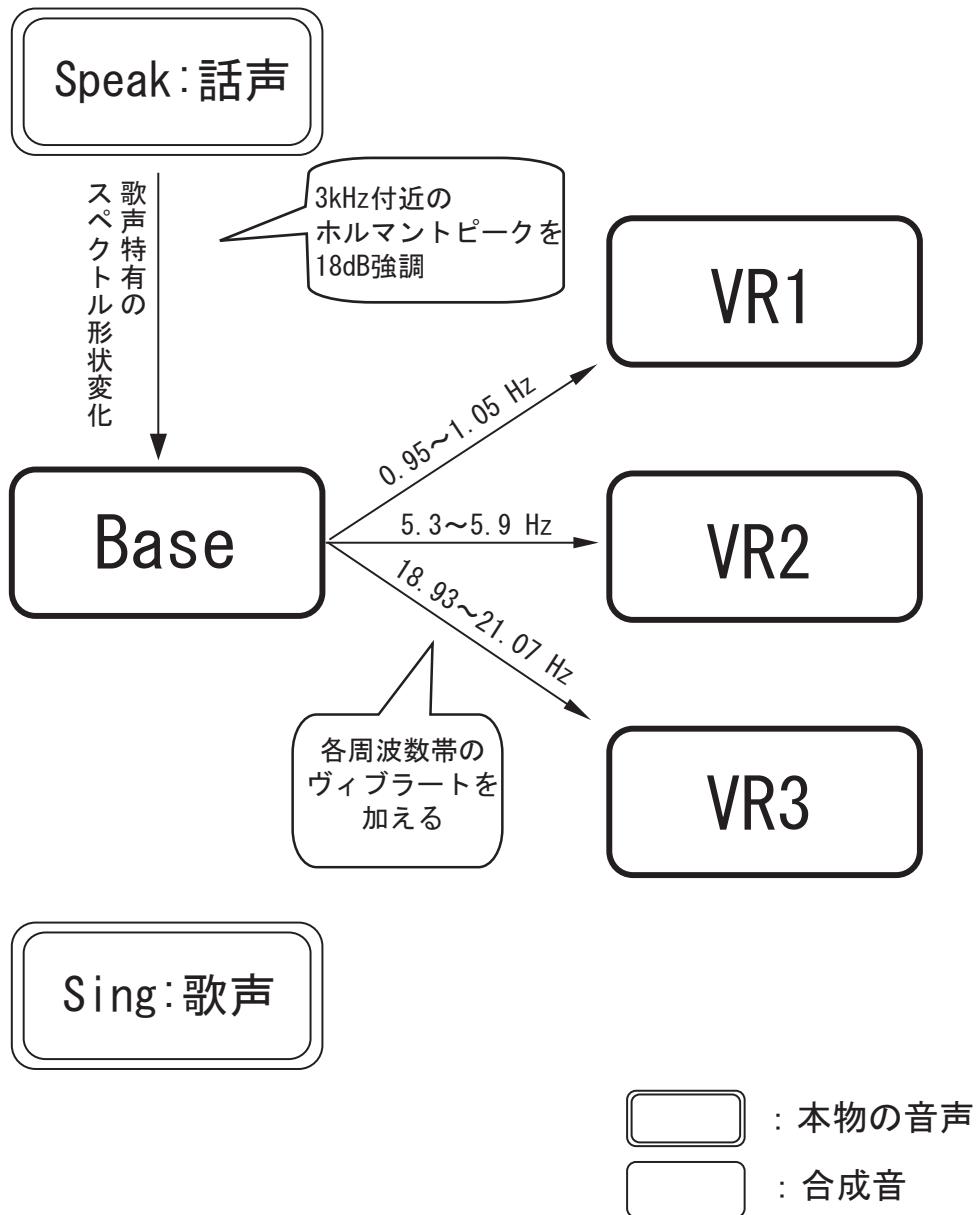 Speak:話声
歌声特有の
スペクトル形状変化
3kHz付近の
ホルマントピークを
18dB強調
VR1
0.95～1.05 Hz
Base
5.3～5.9 Hz
VR2
18.93～21.07 Hz
各周波数帯の
ヴィブラートを
加える
VR3
Sing:歌声
：本物の音声
：合成音